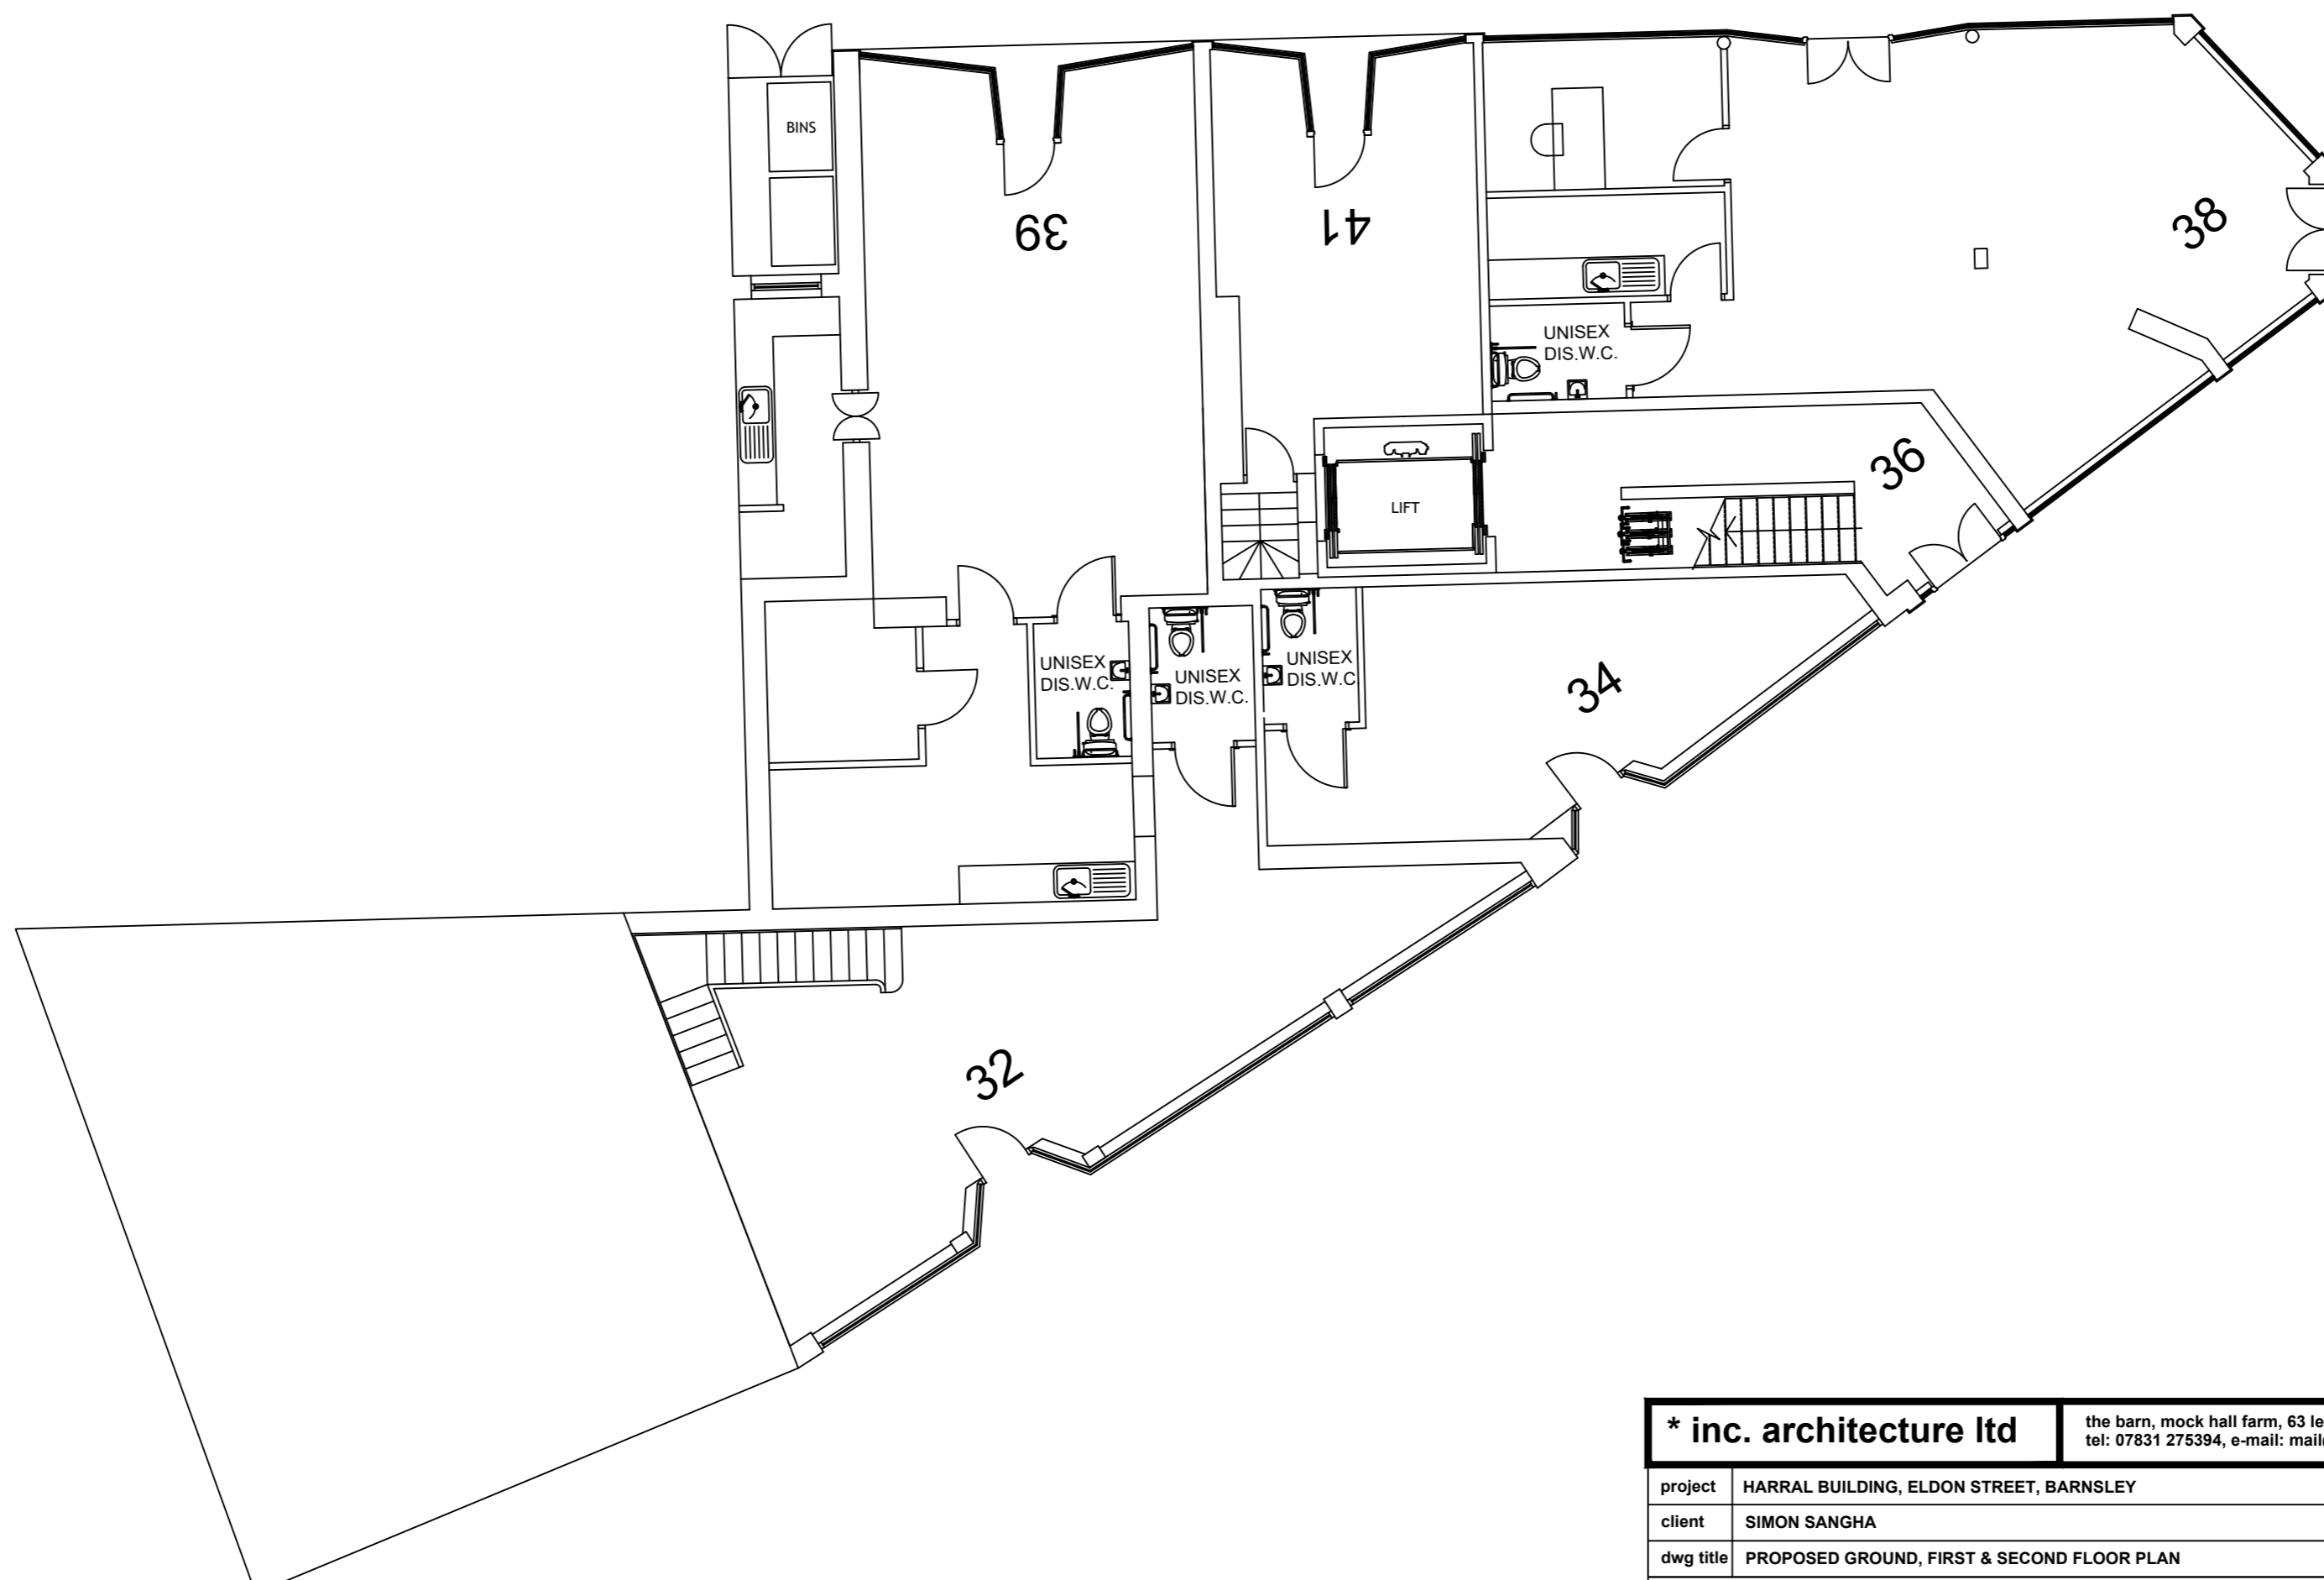 BINS
39
41
38
UNISEX
DIS.W.C.
36
LIFT
UNISEX
DIS.W.C.
UNISEX
DIS.W.C.
UNISEX
DIS.W.C.
34
32
* inc. architecture ltd
the barn, mock hall farm, 63 le
tel: 07831 275394, e-mail: mail
project HARRAL BUILDING, ELDON STREET, BARNSLEY
client SIMON SANGHA
dwg title PROPOSED GROUND, FIRST & SECOND FLOOR PLAN